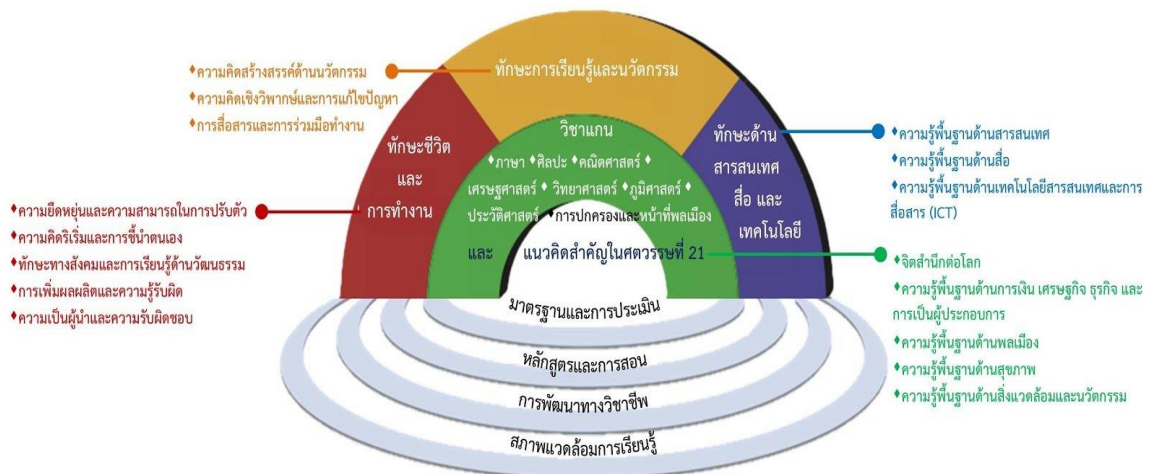 ทักษะการเรียนรู้และนวัตกรรม
♦ความคิดสร้างสรรค์ด้านนวัตกรรม
♦ความคิดเชิงวิพากษ์และการแก้ไขปัญหา
♦การสื่อสารและการร่วมมือทำงาน
ทักษะชีวิต
และ
การทำงาน
♦ความยืดหยุ่นและความสามารถในการปรับตัว
♦ความคิดริเริ่มและการชี้นำตนเอง
♦ทักษะทางสังคมและการเรียนรู้ด้านวัฒนธรรม
♦การเพิ่มผลผลิตและความรู้รับผิด
♦ความเป็นผู้นำและความรับผิดชอบ
วิชาแกน
♦ภาษา ♦ศิลปะ ♦คณิตศาสตร์ ♦
เศรษฐศาสตร์ ♦ วิทยาศาสตร์ ♦ภูมิศาสตร์ ♦
ประวัติศาสตร์ ♦การปกครองและหน้าที่พลเมือง
และ แนวคิดสำคัญในศตวรรษที่ 21
ทักษะด้าน
สารสนเทศ
สื่อ และ
เทคโนโลยี
♦ความรู้พื้นฐานด้านสารสนเทศ
♦ความรู้พื้นฐานด้านสื่อ
♦ความรู้พื้นฐานด้านเทคโนโลยีสารสนเทศและการ
สื่อสาร (ICT)
♦จิตสำนึกต่อโลก
♦ความรู้พื้นฐานด้านการเงิน เศรษฐกิจ ธุรกิจ และ
การเป็นผู้ประกอบการ
♦ความรู้พื้นฐานด้านพลเมือง
♦ความรู้พื้นฐานด้านสุขภาพ
♦ความรู้พื้นฐานด้านสิ่งแวดล้อมและนวัตกรรม
มาตรฐานและการประเมิน
หลักสูตรและการสอน
การพัฒนาทางวิชาชีพ
สภาพแวดล้อมการเรียนรู้